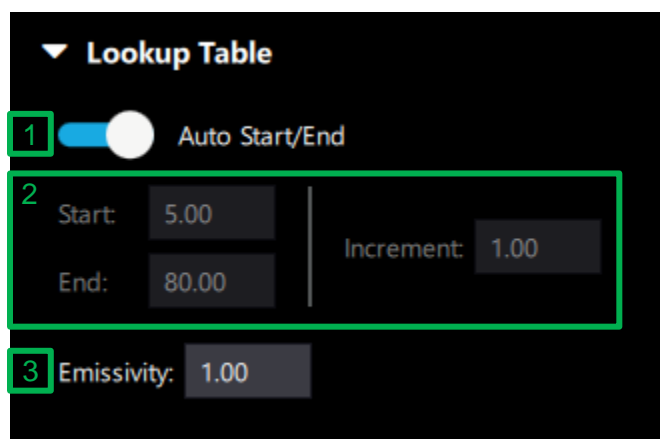 Lookup Table
1 Auto Start/End
2
Start: 5.00
Increment: 1.00
End: 80.00
3 Emissivity: 1.00